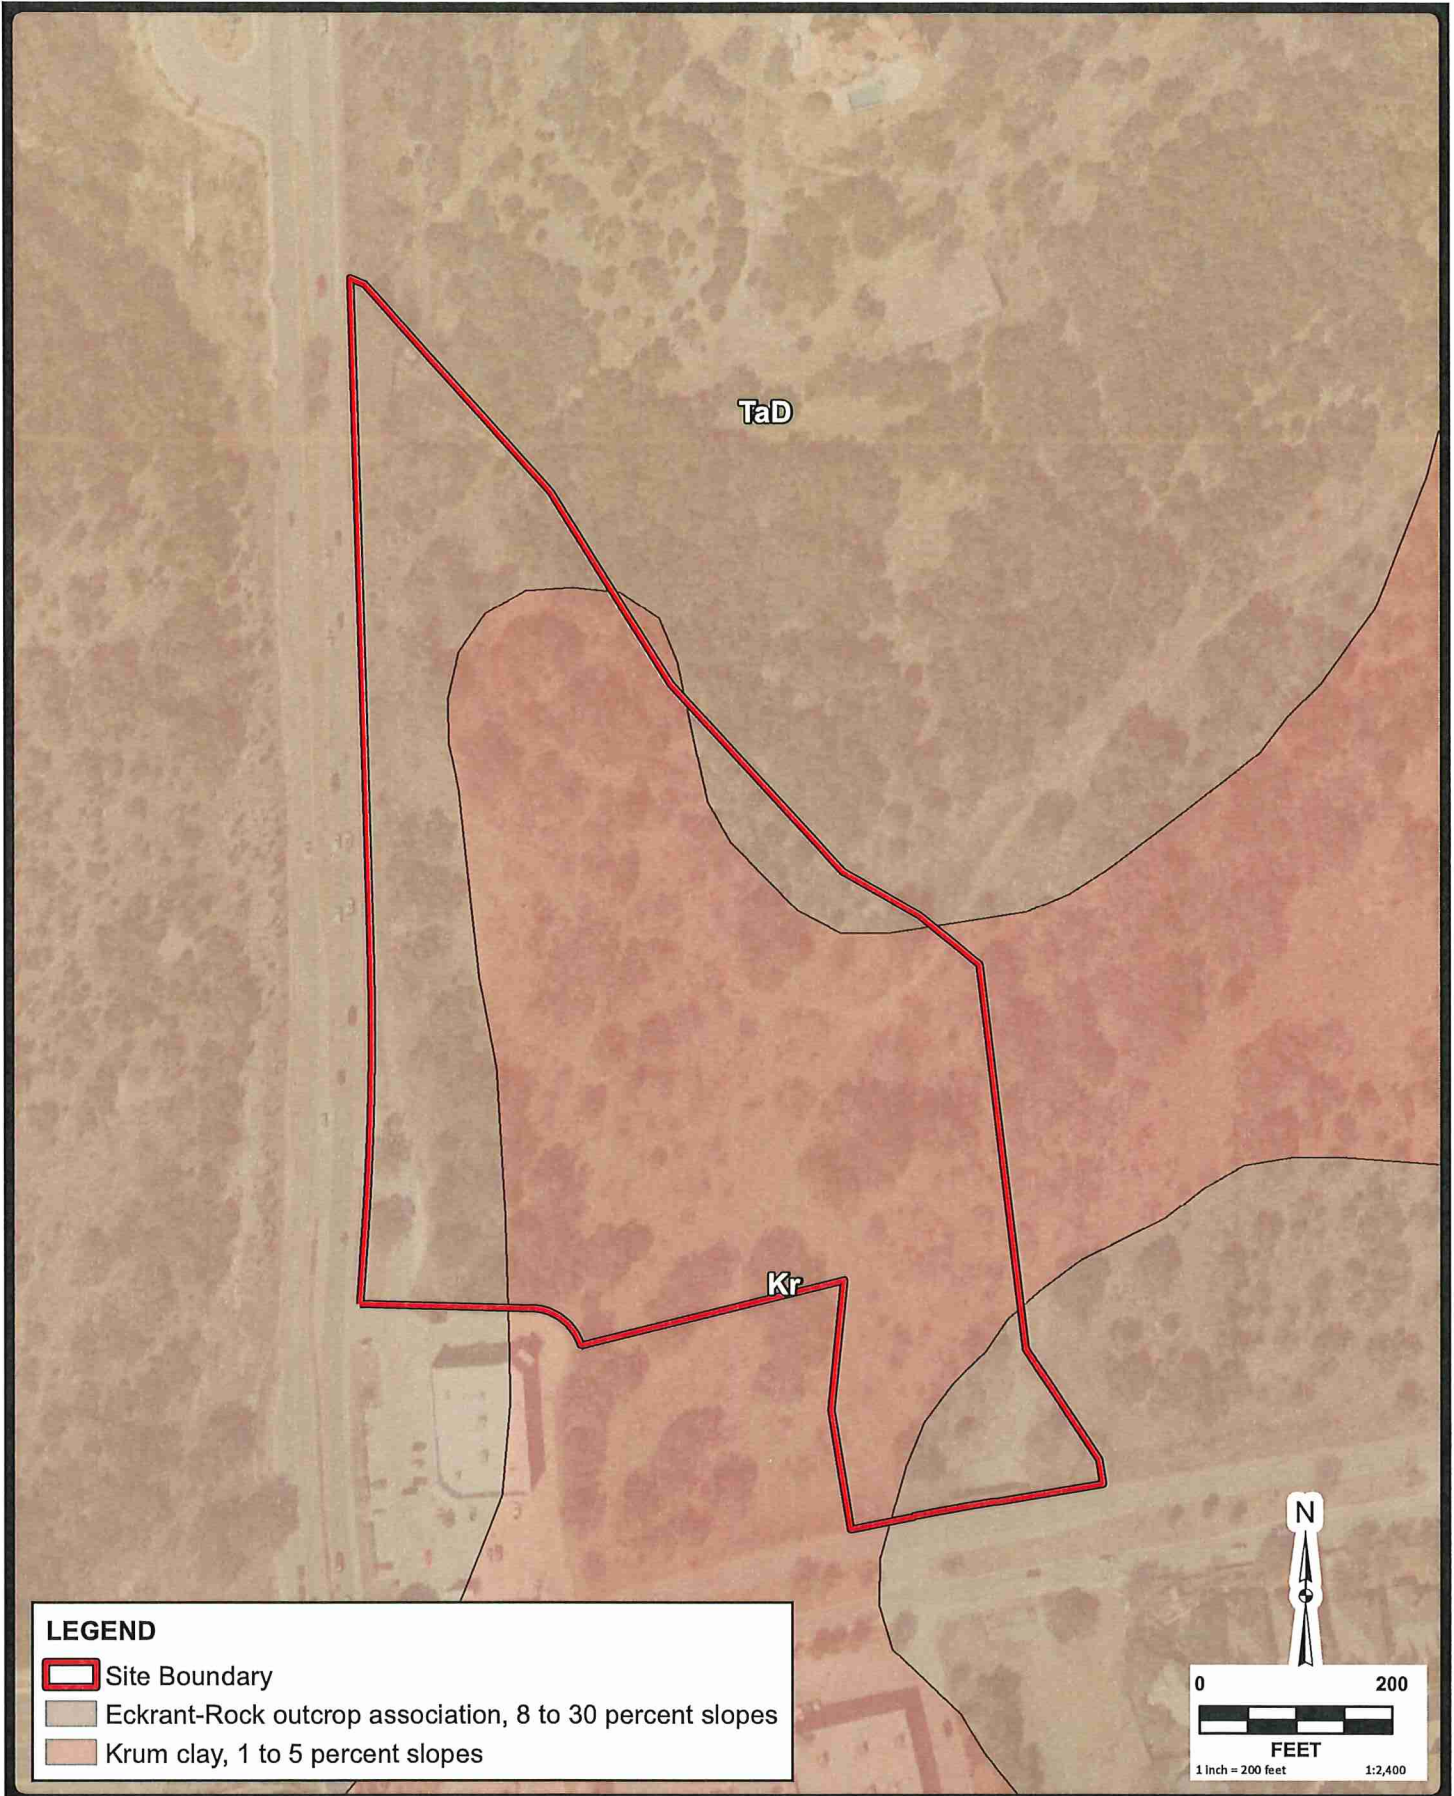 TaD
Kr
LEGEND
Site Boundary
Eckrant-Rock outcrop association, 8 to 30 percent slopes
Krum clay, 1 to 5 percent slopes
N
0 200
FEET
1 inch = 200 feet 1:2,400